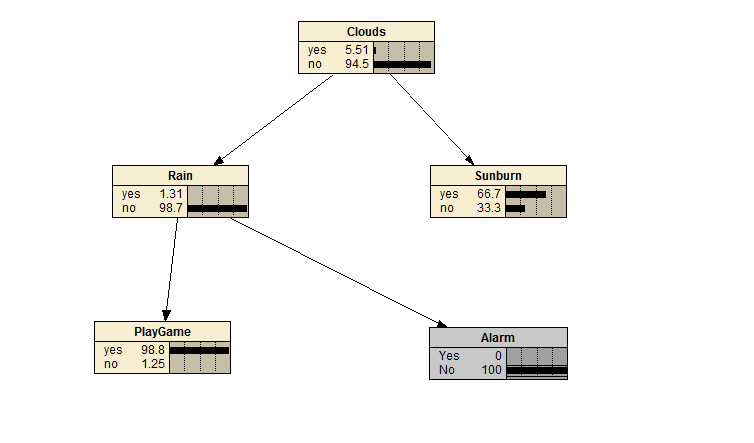 Clouds
yes 5.51
no 94.5
Rain
yes 1.31
no 98.7
Sunburn
yes 66.7
no 33.3
PlayGame
yes 98.8
no 1.25
Alarm
Yes 0
No 100